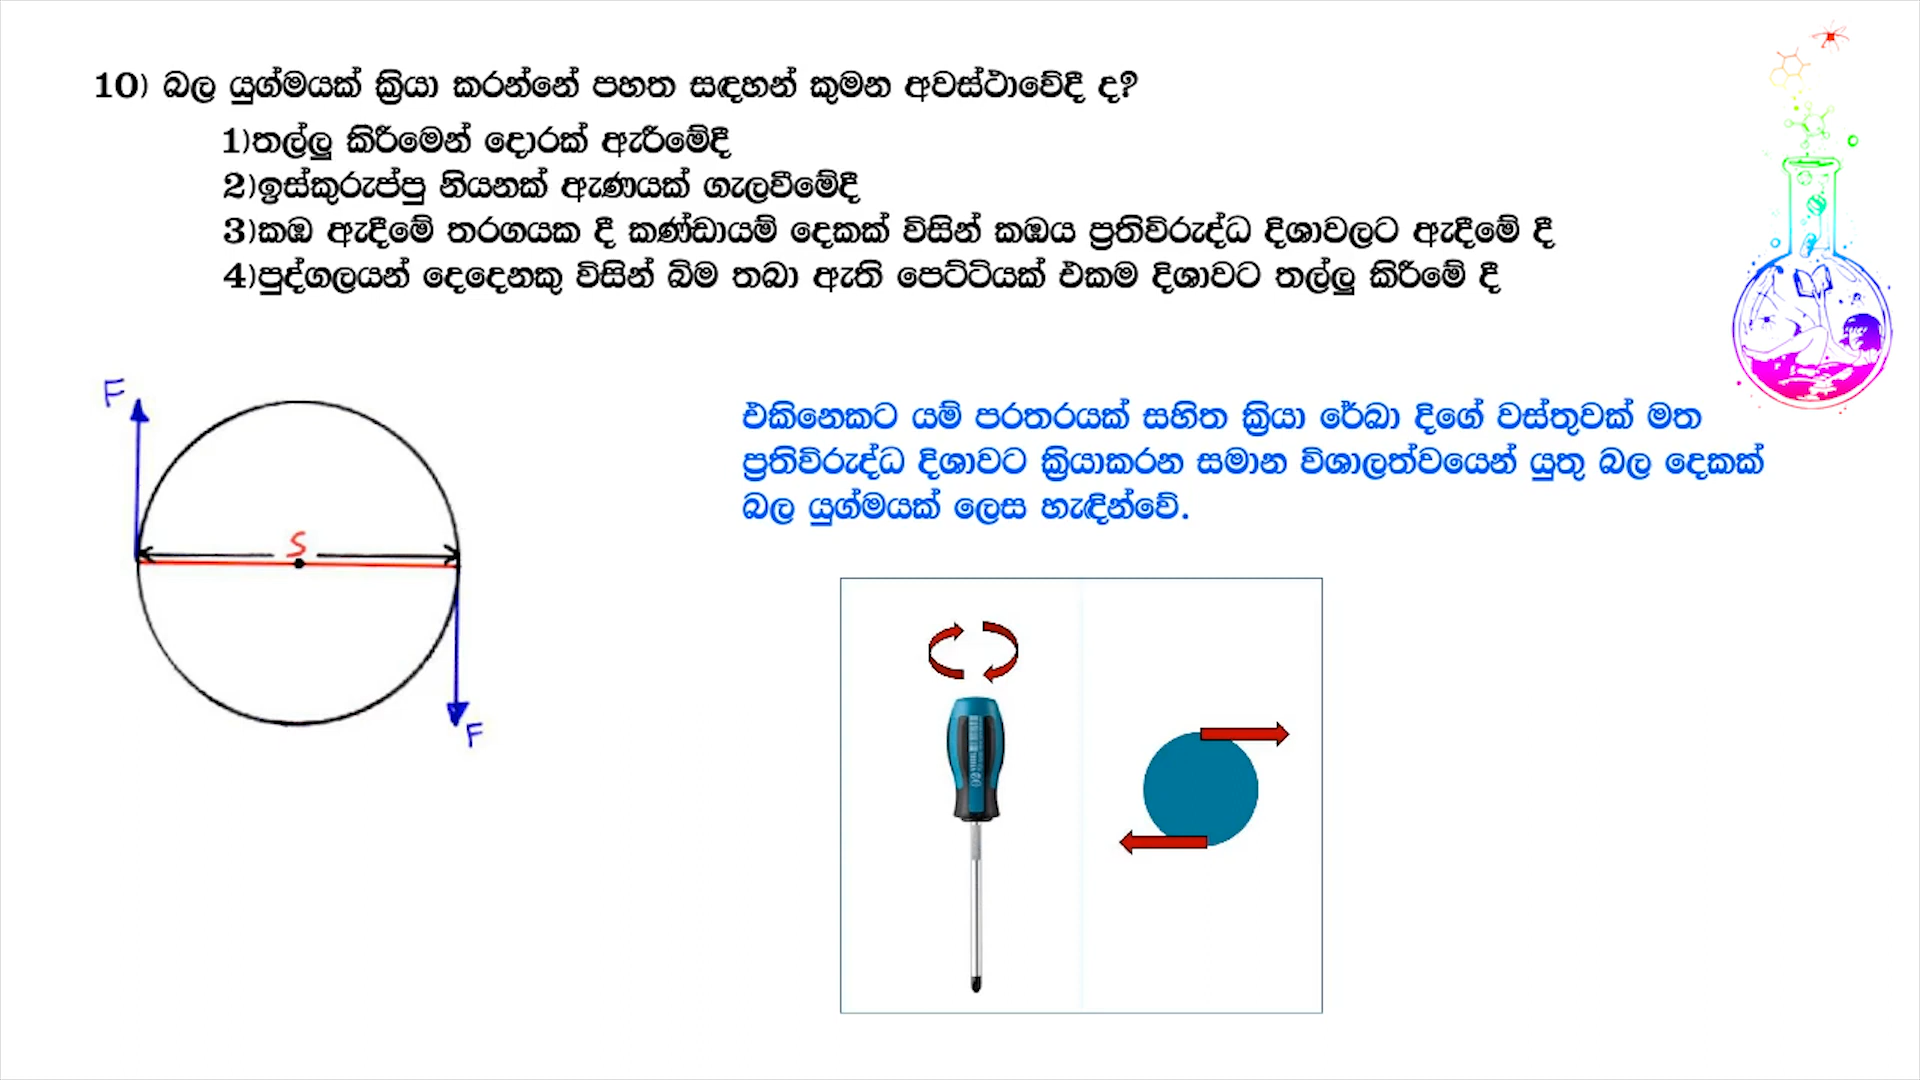 10) බල යුග්මයක් ක්‍රියා කරන්නේ පහත සඳහන් කුමන අවස්ථාවේදී ද?
1)තල්ලු කිරීමෙන් දොරක් ඇරීමේදී
2)ඉස්කුරුප්පු නියනක් ඇණයක් ගැලවීමේදී
3)කඹ ඇදීමේ තරගයක දී කණ්ඩායම් දෙකක් විසින් කඹය ප්‍රතිවිරුද්ධ දිශාවලට ඇදීමේ දී
4)පුද්ගලයන් දෙදෙනකු විසින් බිම තබා ඇති පෙට්ටියක් එකම දිශාවට තල්ලු කිරීමේ දී
F
එකිනෙකට යම් පරතරයක් සහිත ක්‍රියා රේඛා දිගේ වස්තුවක් මත
ප්‍රතිවිරුද්ධ දිශාවට ක්‍රියාකරන සමාන විශාලත්වයෙන් යුතු බල දෙකක්
බල යුග්මයක් ලෙස හැඳින්වේ.
S
F